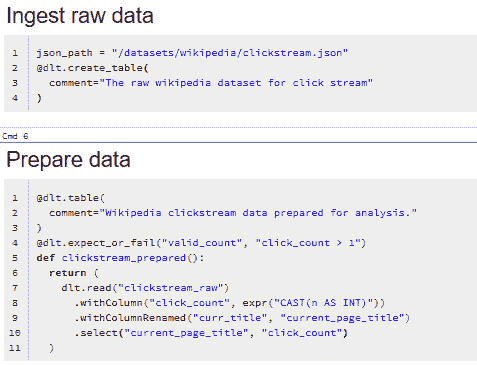 Ingest raw data
1 json_path = "/datasets/wikipedia/clickstream.json"
2 @dlt.create_table(
3   comment="The raw wikipedia dataset for click stream"
4 )
Cmd 6
Prepare data
1 @dlt.table(
2   comment="Wikipedia clickstream data prepared for analysis."
3 )
4 @dlt.expect_or_fail("valid_count", "click_count > 1")
5 def clickstream_prepared():
6   return (
7     dlt.read("clickstream_raw")
8       .withColumn("click_count", expr("CAST(n AS INT)"))
9       .withColumnRenamed("curr_title", "current_page_title")
10       .select("current_page_title", "click_count")
11   )